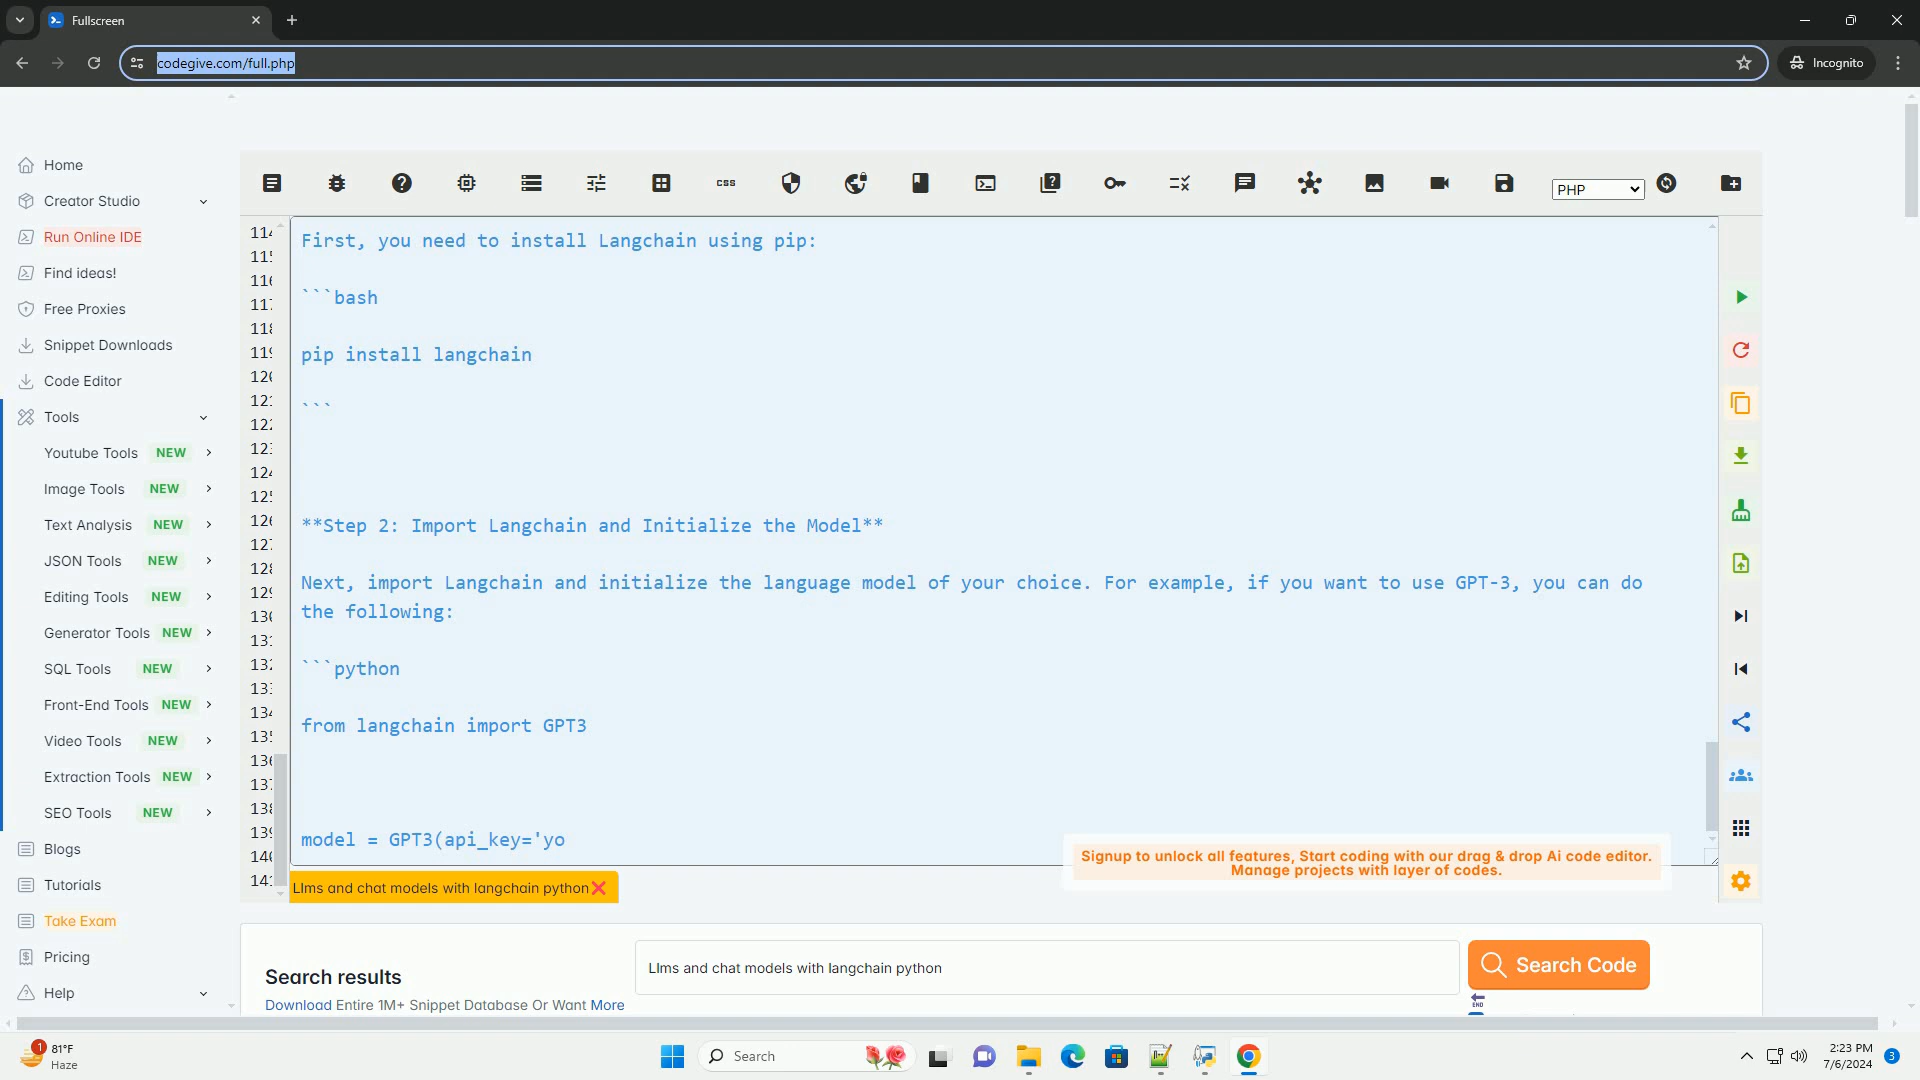 Fullscreen
codegive.com/full.php
Incognito
Home
Creator Studio
Run Online IDE
Find ideas!
Free Proxies
Snippet Downloads
Code Editor
Tools
Youtube Tools NEW
Image Tools NEW
Text Analysis NEW
JSON Tools NEW
Editing Tools NEW
Generator Tools NEW
SQL Tools NEW
Front-End Tools NEW
Video Tools NEW
Extraction Tools NEW
SEO Tools NEW
Blogs
Tutorials
Take Exam
Pricing
Help
css
PHP
First, you need to install Langchain using pip:
```bash
pip install langchain
```
**Step 2: Import Langchain and Initialize the Model**
Next, import Langchain and initialize the language model of your choice. For example, if you want to use GPT-3, you can do
the following:
```python
from langchain import GPT3
model = GPT3(api_key='yo
Signup to unlock all features, Start coding with our drag & drop Ai code editor.
Manage projects with layer of codes.
Llms and chat models with langchain python
Search results
Download Entire 1M+ Snippet Database Or Want More
Llms and chat models with langchain python
Search Code
END
1
81°F
Haze
Search
2:23 PM
7/6/2024
3